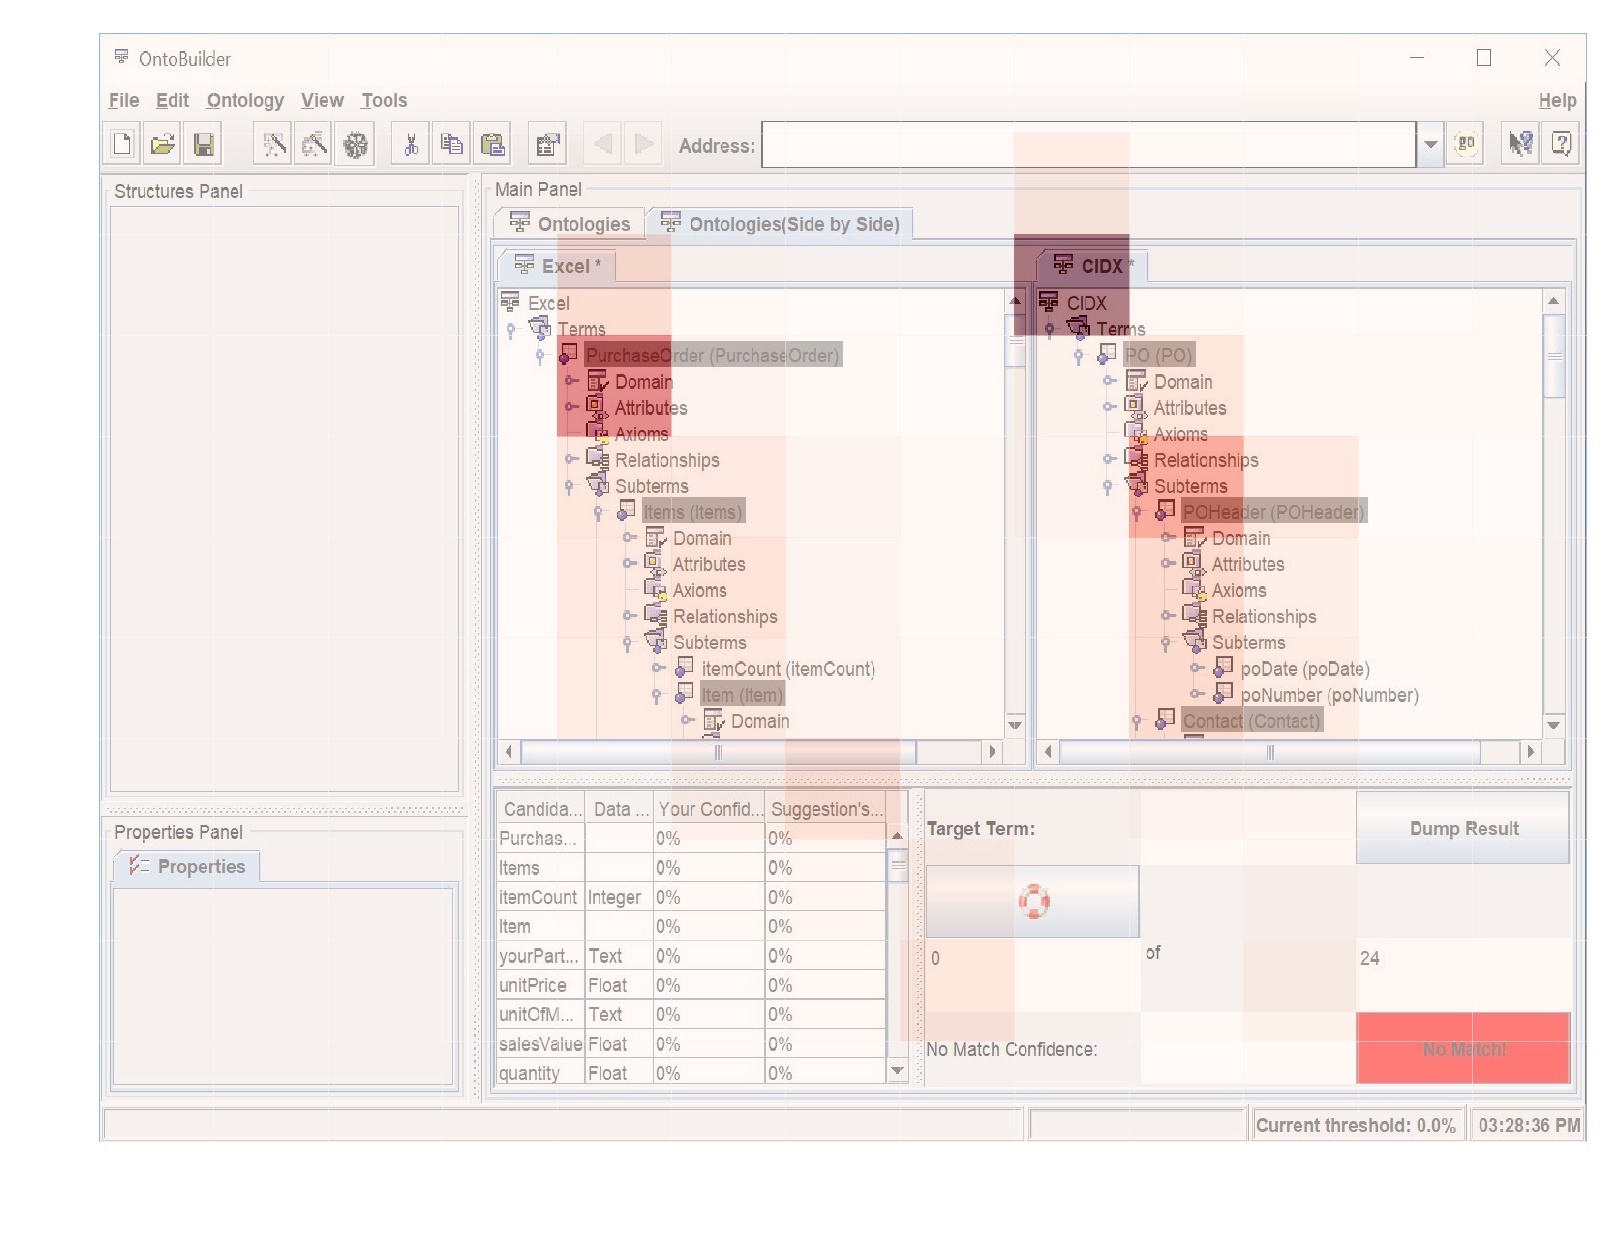 OntoBuilder
File Edit Ontology View Tools Help
Address: go
Structures Panel
Main Panel
Ontologies Ontologies(Side by Side)
Excel * CIDX *
Excel
Terms
PurchaseOrder (PurchaseOrder)
Domain
Attributes
Axioms
Relationships
Subterms
Items (Items)
Domain
Attributes
Axioms
Relationships
Subterms
itemCount (itemCount)
Item (Item)
Domain
CIDX
Terms
PO (PO)
Domain
Attributes
Axioms
Relationships
Subterms
POHeader (POHeader)
Domain
Attributes
Axioms
Relationships
Subterms
poDate (poDate)
poNumber (poNumber)
Contact (Contact)
Properties Panel
Properties
Candida... Data ... Your Confid... Suggestion's...
Purchas... 0% 0%
Items 0% 0%
itemCount Integer 0% 0%
Item 0% 0%
yourPart... Text 0% 0%
unitPrice Float 0% 0%
unitOfM... Text 0% 0%
salesValue Float 0% 0%
quantity Float 0% 0%
Target Term: Dump Result
0 of 24
No Match Confidence: No Match!
Current threshold: 0.0% 03:28:36 PM